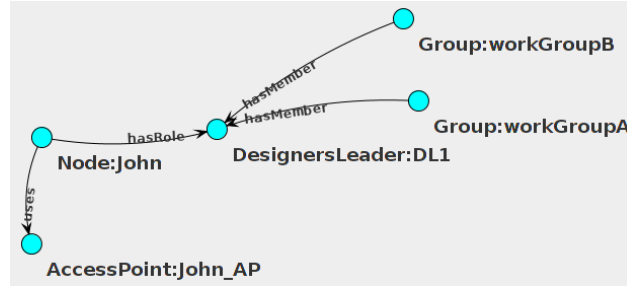 Group:workGroupB
hasMember
hasMember
Group:workGroupA
hasRole
DesignersLeader:DL1
Node:John
uses
AccessPoint:John_AP